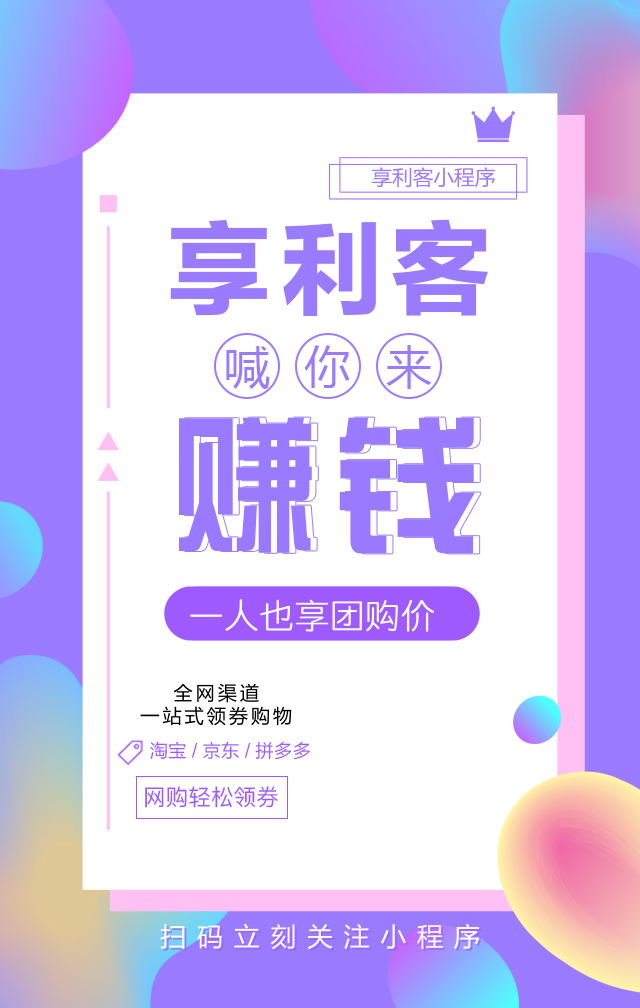 享利客小程序
享利客
喊你来
赚钱
一人也享团购价
全网渠道
一站式领券购物
淘宝 / 京东 / 拼多多
网购轻松领券
扫码立刻关注小程序